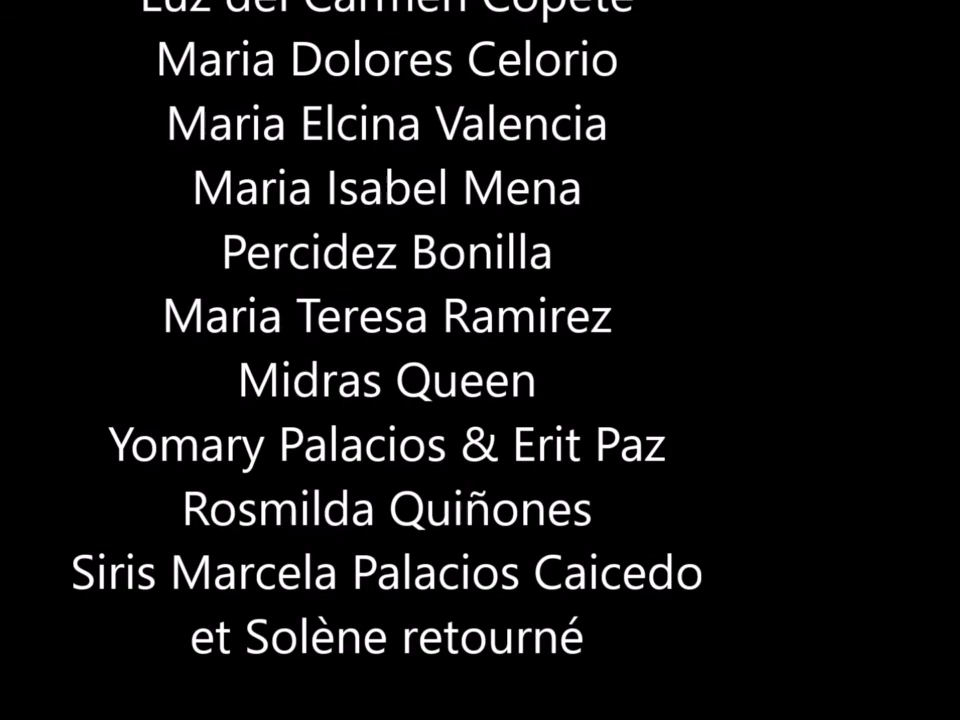 Luz del Carmen Copete
Maria Dolores Celorio
Maria Elcina Valencia
Maria Isabel Mena
Percidez Bonilla
Maria Teresa Ramirez
Midras Queen
Yomary Palacios & Erit Paz
Rosmilda Quiñones
Siris Marcela Palacios Caicedo
et Solène retourné